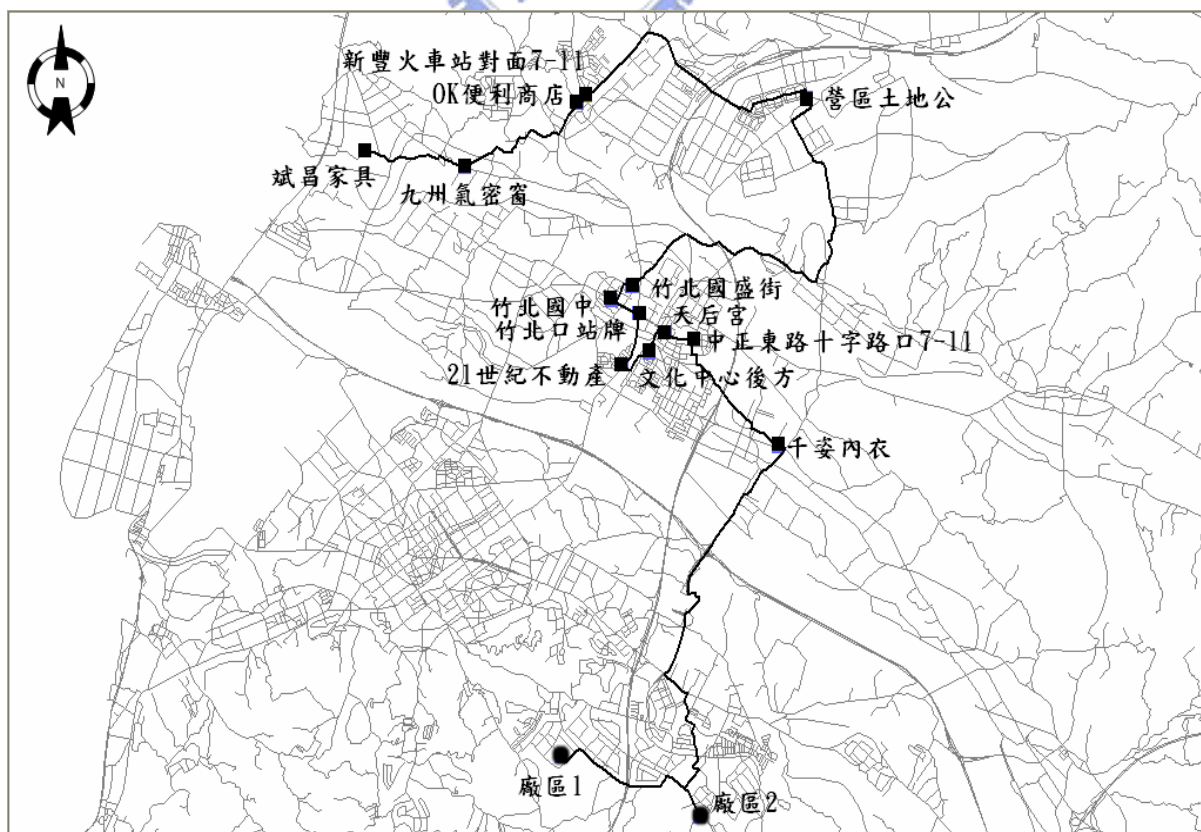 N
新豐火車站對面7-11
OK便利商店
營區土地公
斌昌家具
九州氣密窗
竹北國盛街
竹北國中
天后宮
竹北口站牌
中正東路十字路口7-11
21世紀不動產
文化中心後方
千姿內衣
廠區1
廠區2